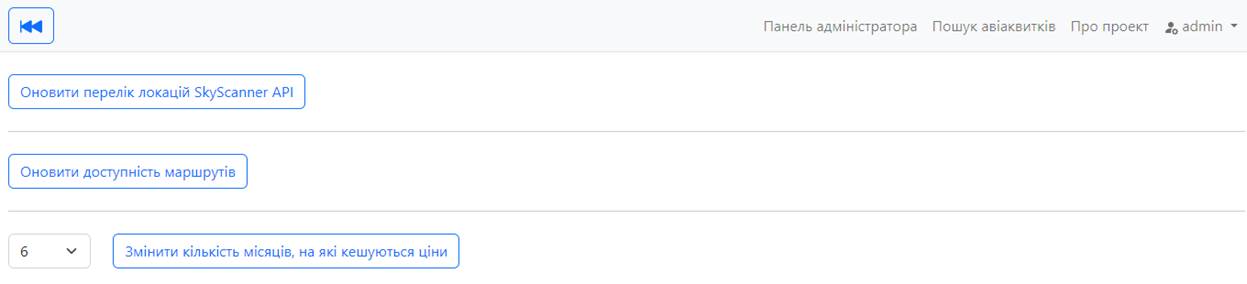 Панель адміністратора Пошук авіаквитків Про проект admin
Оновити перелік локацій SkyScanner API
Оновити доступність маршрутів
6 Змінити кількість місяців, на які кешуються ціни